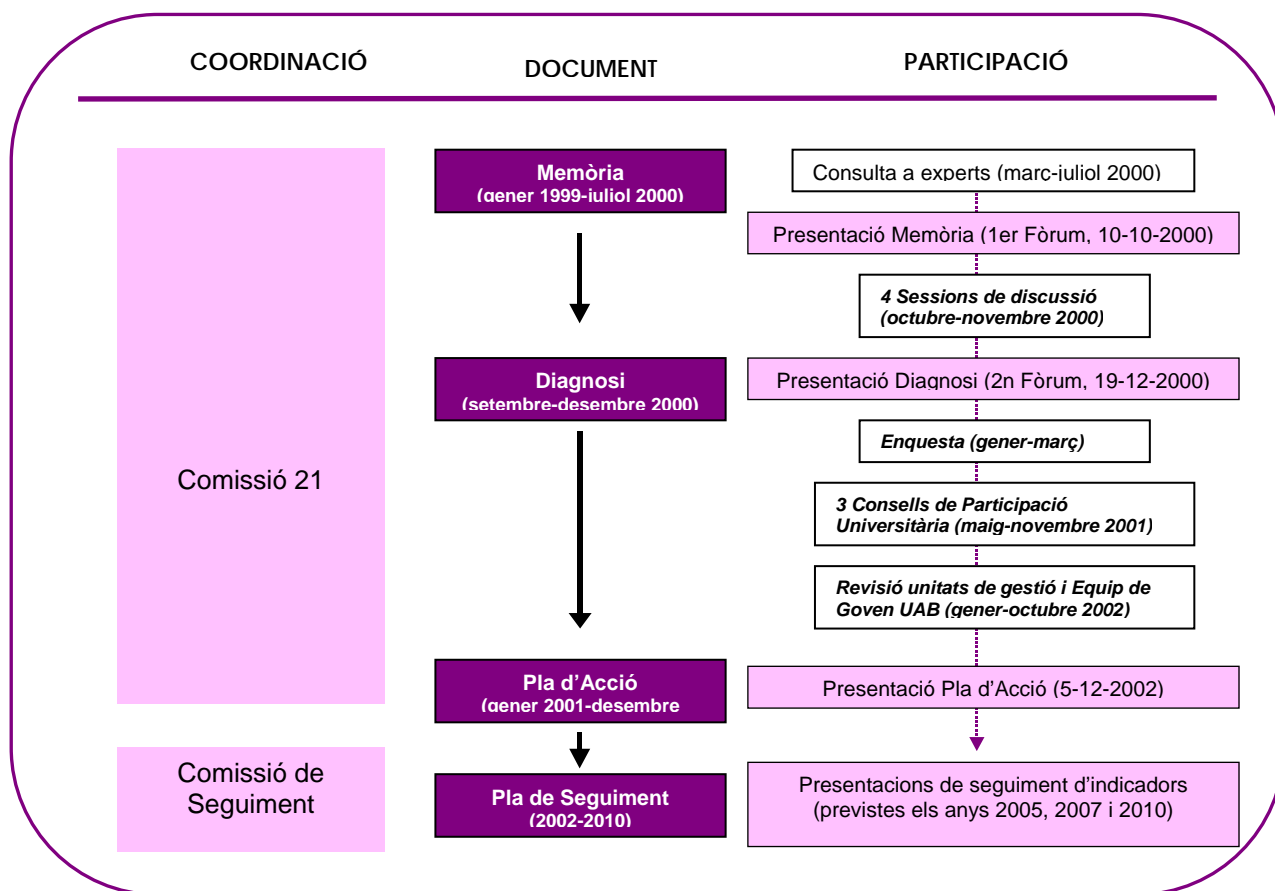 COORDINACIÓ
DOCUMENT
PARTICIPACIÓ
Comissió 21
Comissió de
Seguiment
Memòria
(gener 1999-juliol 2000)
Diagnosi
(setembre-desembre 2000)
Pla d’Acció
(gener 2001-desembre
Pla de Seguiment
(2002-2010)
Consulta a experts (març-juliol 2000)
Presentació Memòria (1er Fòrum, 10-10-2000)
4 Sessions de discussió
(octubre-novembre 2000)
Presentació Diagnosi (2n Fòrum, 19-12-2000)
Enquesta (gener-març)
3 Consells de Participació
Universitària (maig-novembre 2001)
Revisió unitats de gestió i Equip de
Goven UAB (gener-octubre 2002)
Presentació Pla d’Acció (5-12-2002)
Presentacions de seguiment d’indicadors
(previstes els anys 2005, 2007 i 2010)